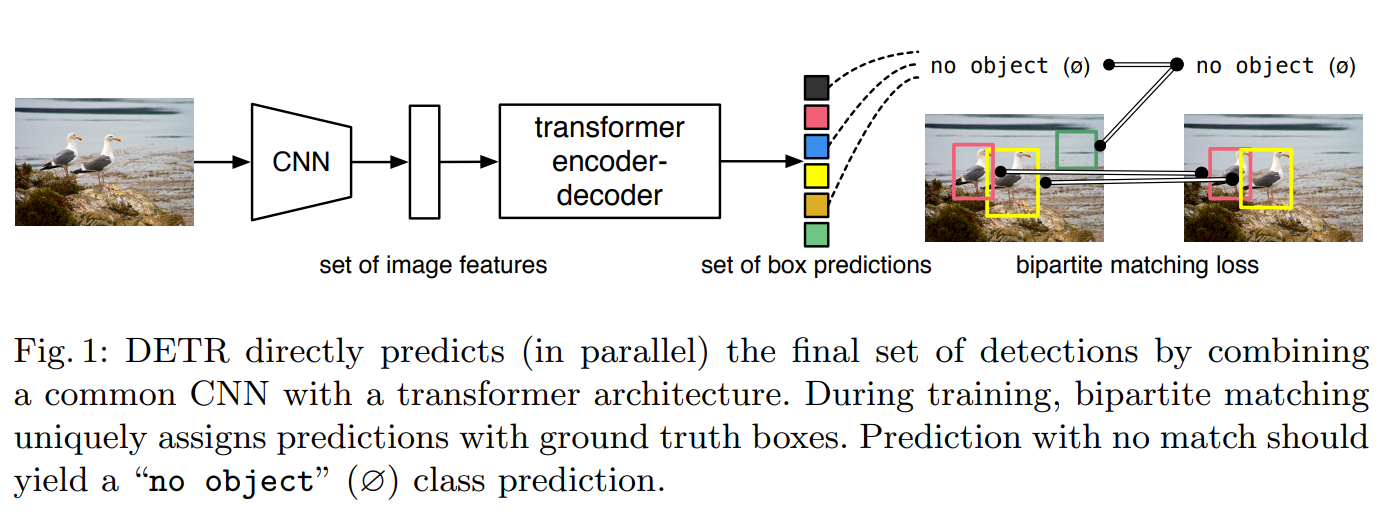 no object (ø)
no object (ø)
CNN
transformer
encoder-
decoder
set of image features
set of box predictions
bipartite matching loss
Fig. 1: DETR directly predicts (in parallel) the final set of detections by combining
a common CNN with a transformer architecture. During training, bipartite matching
uniquely assigns predictions with ground truth boxes. Prediction with no match should
yield a “no object” (∅) class prediction.